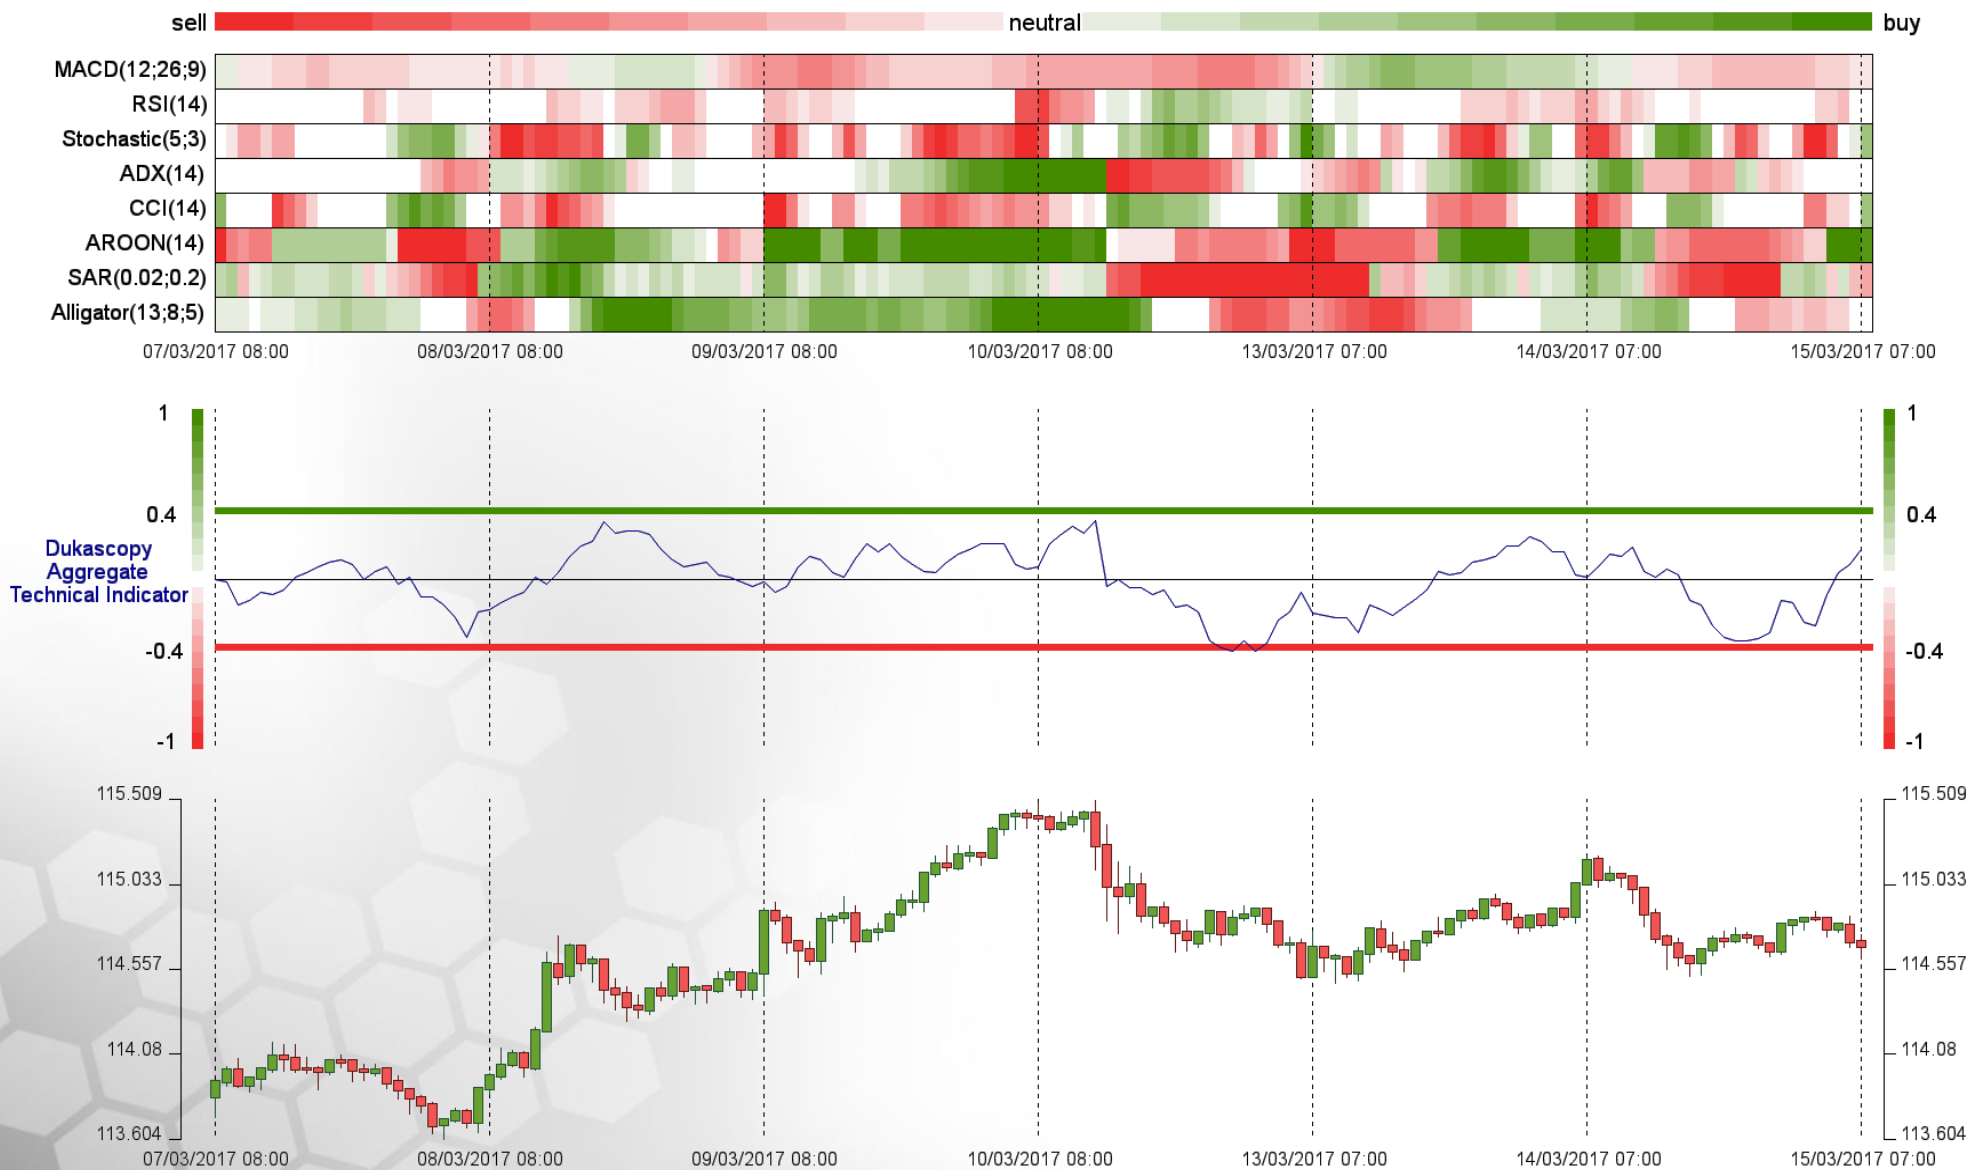 sell neutral buy
MACD(12;26;9)
RSI(14)
Stochastic(5;3)
ADX(14)
CCI(14)
AROON(14)
SAR(0.02;0.2)
Alligator(13;8;5)
07/03/2017 08:00 08/03/2017 08:00 09/03/2017 08:00 10/03/2017 08:00 13/03/2017 07:00 14/03/2017 07:00 15/03/2017 07:00
1 1
0.4 0.4
Dukascopy
Aggregate
Technical Indicator
-0.4 -0.4
-1 -1
115.509 115.509
115.033 115.033
114.557 114.557
114.08 114.08
113.604 113.604
07/03/2017 08:00 08/03/2017 08:00 09/03/2017 08:00 10/03/2017 08:00 13/03/2017 07:00 14/03/2017 07:00 15/03/2017 07:00